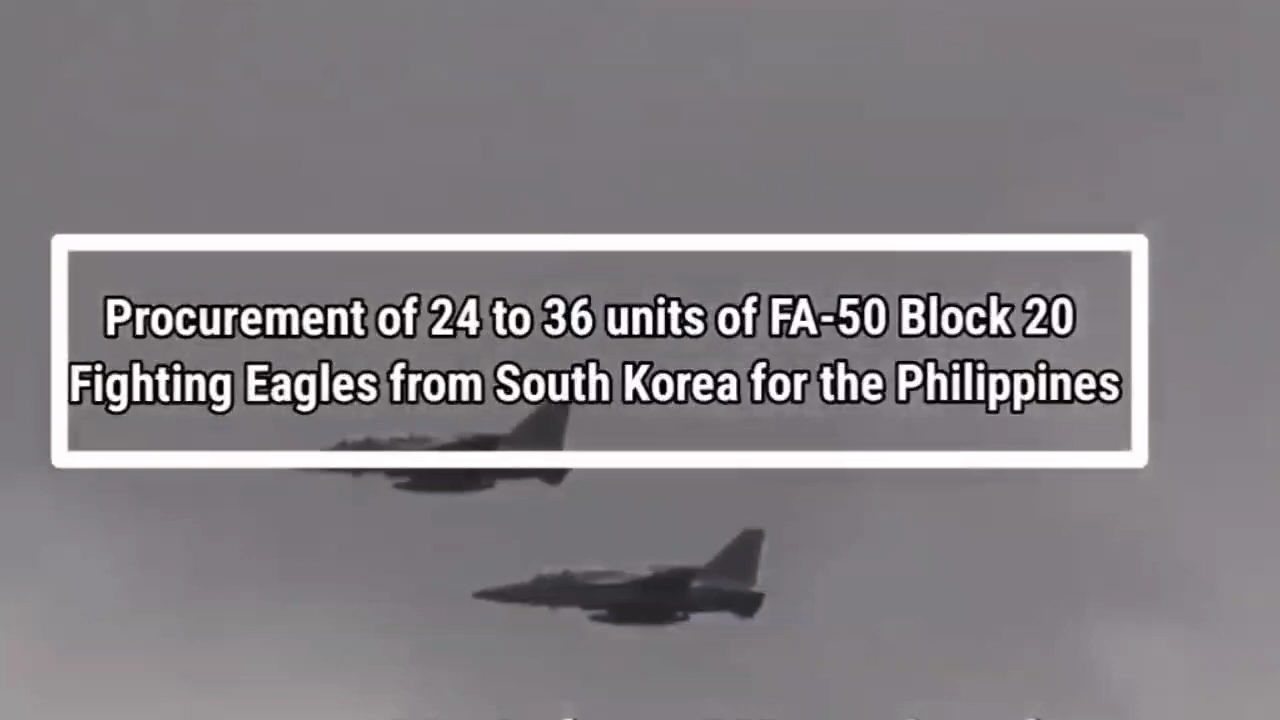 Procurement of 24 to 36 units of FA-50 Block 20
Fighting Eagles from South Korea for the Philippines